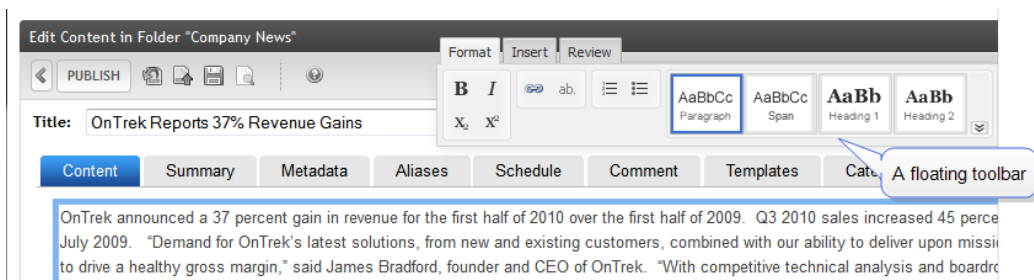 Edit Content in Folder "Company News"
Format Insert Review
PUBLISH
B I ab.
X₂ X²
AaBbCc AaBbCc AaBb AaBb
Paragraph Span Heading 1 Heading 2
Title: OnTrek Reports 37% Revenue Gains
Content Summary Metadata Aliases Schedule Comment Templates
A floating toolbar
OnTrek announced a 37 percent gain in revenue for the first half of 2010 over the first half of 2009. Q3 2010 sales increased 45 perce
July 2009. “Demand for OnTrek’s latest solutions, from new and existing customers, combined with our ability to deliver upon missi
to drive a healthy gross margin,” said James Bradford, founder and CEO of OnTrek. “With competitive technical analysis and boardro